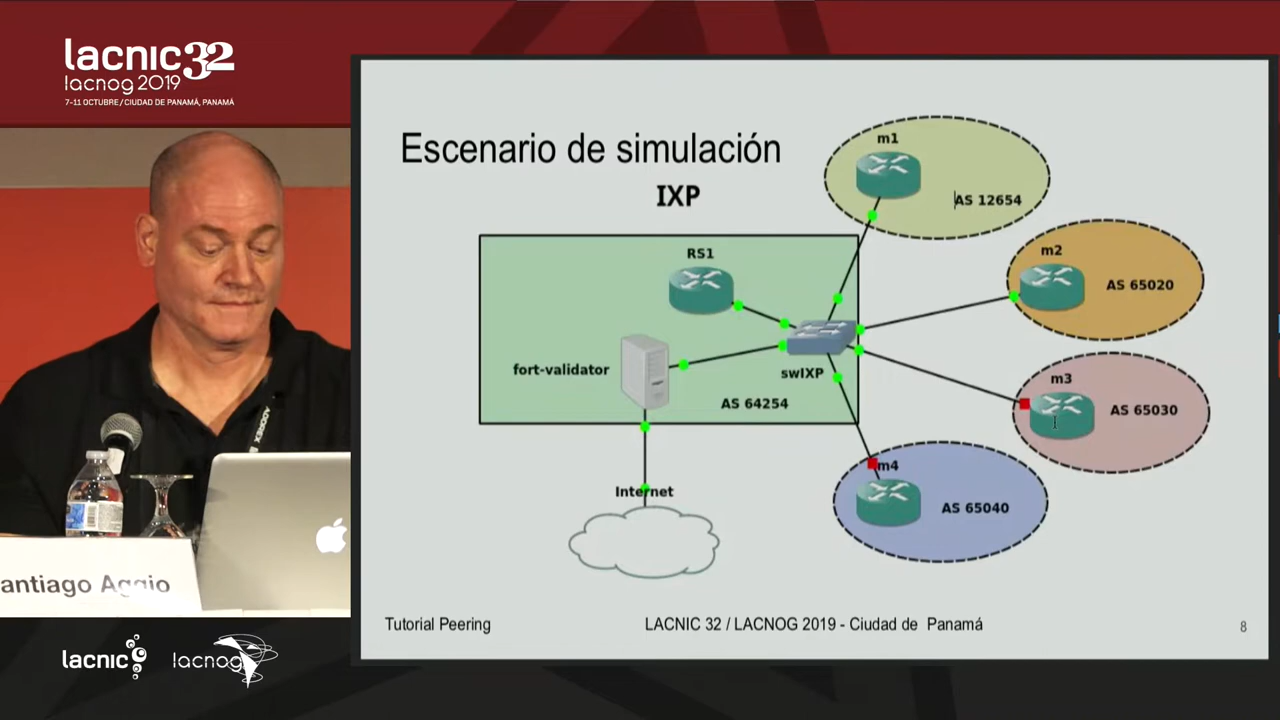 lacnic32
lacnog 2019
7-11 OCTUBRE / CIUDAD DE PANAMÁ, PANAMÁ
Escenario de simulación
IXP
m1
AS 12654
RS1
m2
AS 65020
fort-validator
swIXP
AS 64254
m3
AS 65030
m4
AS 65040
Internet
antiago Aggio
Tutorial Peering
LACNIC 32 / LACNOG 2019 - Ciudad de Panamá
8
lacnic
lacnog